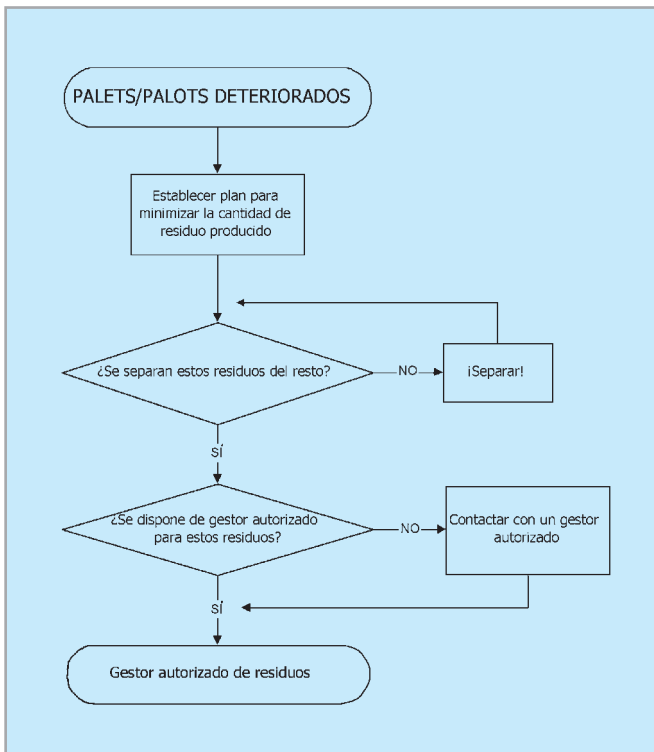 PALETS/PALOTS DETERIORADOS
Establecer plan para
minimizar la cantidad de
residuo producido
¿Se separan estos residuos del resto?
NO
¡Separar!
SÍ
¿Se dispone de gestor autorizado
para estos residuos?
NO
Contactar con un gestor
autorizado
SÍ
Gestor autorizado de residuos